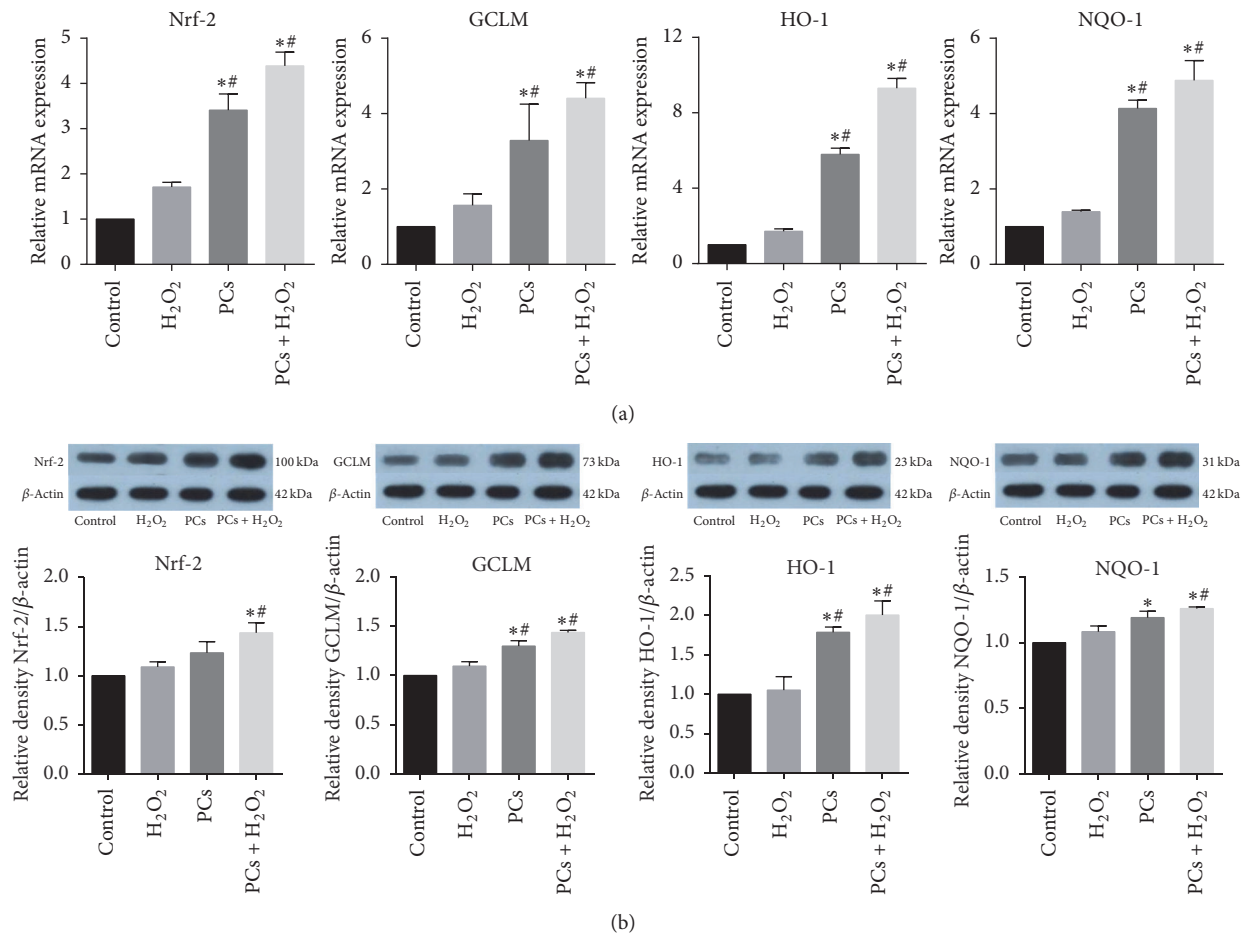 Nrf-2
GCLM
HO-1
NQO-1
Relative mRNA expression
5
4
3
2
1
0
*#
*#
Control
H₂O₂
PCs
PCs + H₂O₂
Relative mRNA expression
6
4
2
0
*#
*#
Control
H₂O₂
PCs
PCs + H₂O₂
Relative mRNA expression
12
8
4
0
*#
*#
Control
H₂O₂
PCs
PCs + H₂O₂
Relative mRNA expression
6
4
2
0
*#
*#
Control
H₂O₂
PCs
PCs + H₂O₂
(a)
Nrf-2
100 kDa
β-Actin
42 kDa
Control H₂O₂ PCs PCs + H₂O₂
GCLM
73 kDa
β-Actin
42 kDa
Control H₂O₂ PCs PCs + H₂O₂
HO-1
23 kDa
β-Actin
42 kDa
Control H₂O₂ PCs PCs + H₂O₂
NQO-1
31 kDa
β-Actin
42 kDa
Control H₂O₂ PCs PCs + H₂O₂
Nrf-2
Relative density Nrf-2/β-actin
2.0
1.5
1.0
0.5
0.0
*#
Control
H₂O₂
PCs
PCs + H₂O₂
GCLM
Relative density GCLM/β-actin
2.0
1.5
1.0
0.5
0.0
*#
*#
Control
H₂O₂
PCs
PCs + H₂O₂
HO-1
Relative density HO-1/β-actin
2.5
2.0
1.5
1.0
0.5
0.0
*#
*#
Control
H₂O₂
PCs
PCs + H₂O₂
NQO-1
Relative density NQO-1/β-actin
1.5
1.0
0.5
0.0
*
*#
Control
H₂O₂
PCs
PCs + H₂O₂
(b)